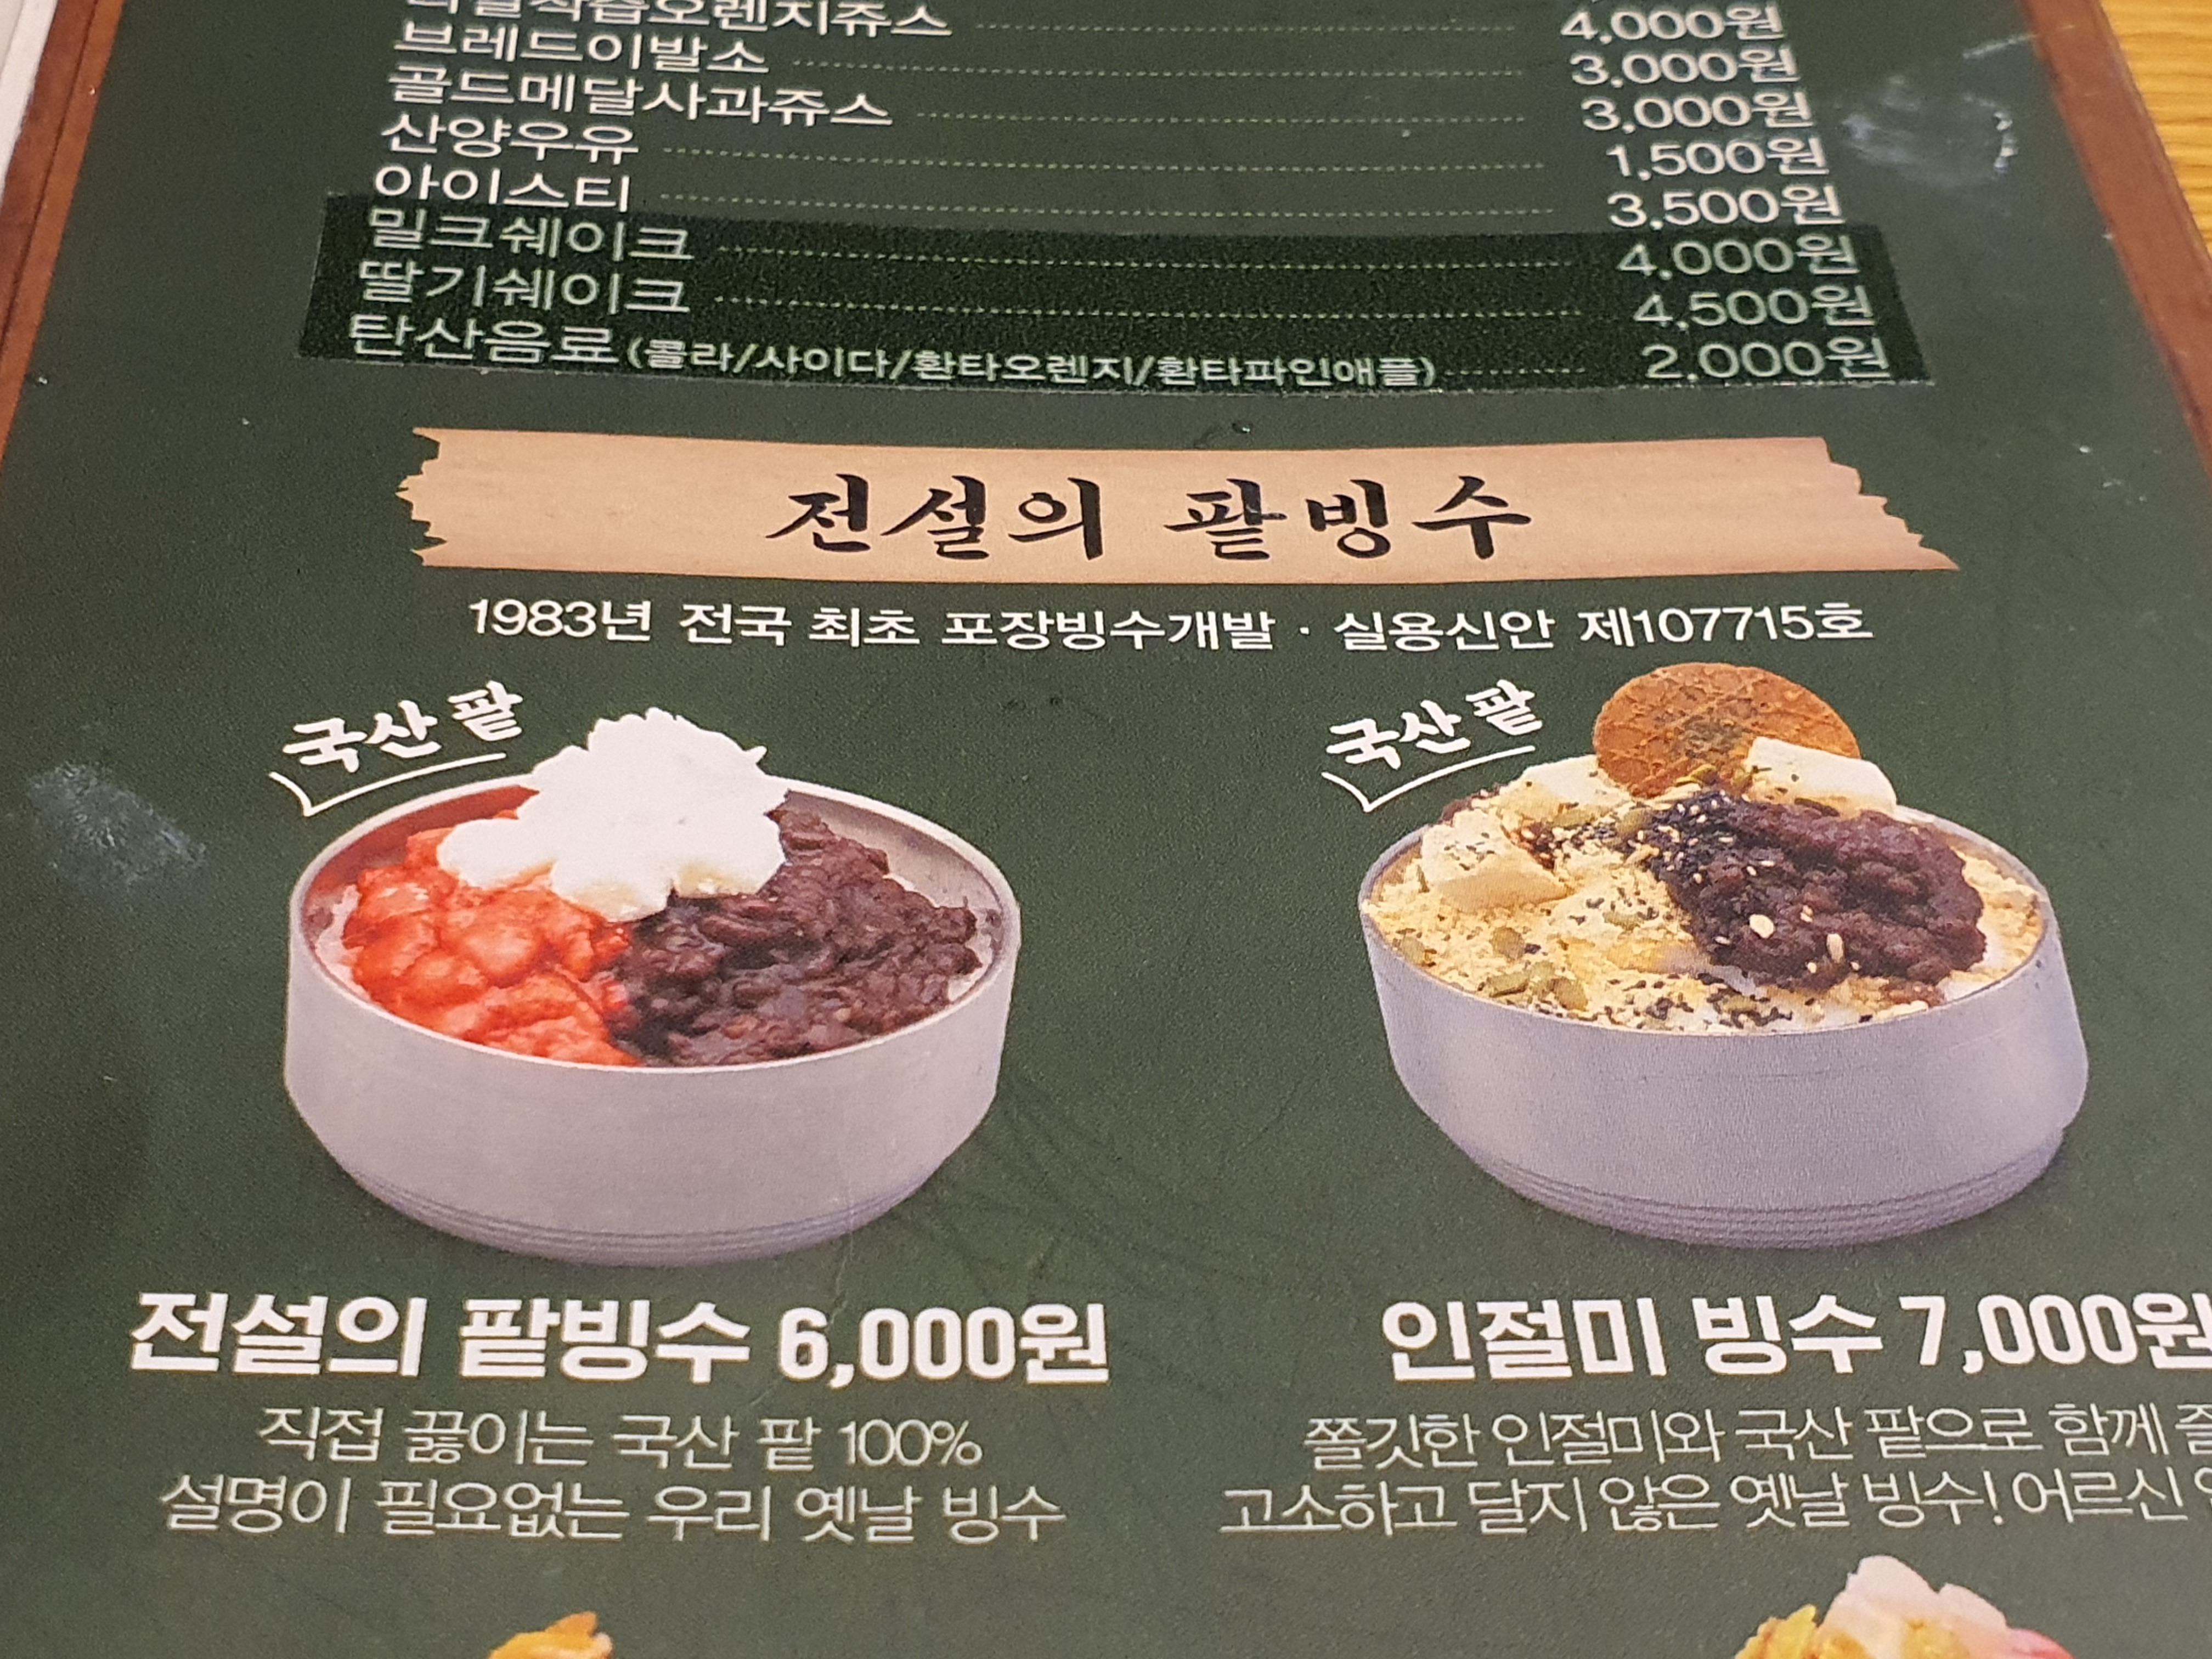 4,000원
브레드이발소 3,000원
골드메달사과쥬스 3,000원
산양우유 1,500원
아이스티 3,500원
밀크쉐이크 4,000원
딸기쉐이크 4,500원
탄산음료(콜라/사이다/환타오렌지/환타파인애플) 2,000원
전설의 팥빙수
1983년 전국 최초 포장빙수개발 · 실용신안 제107715호
국산 팥
국산 팥
전설의 팥빙수 6,000원
직접 끓이는 국산 팥 100%
설명이 필요없는 우리 옛날 빙수
인절미 빙수 7,000원
쫄깃한 인절미와 국산 팥으로 함께
고소하고 달지 않은 옛날 빙수! 어르신